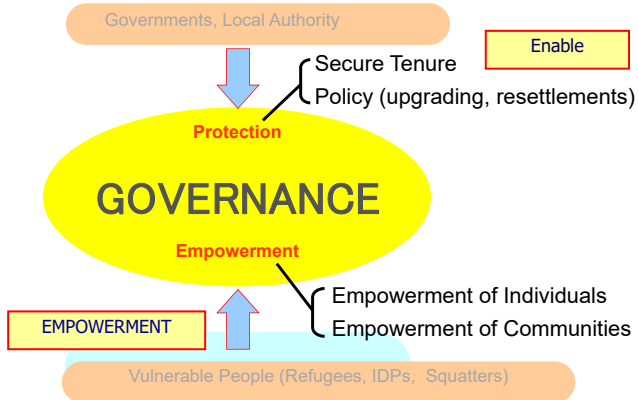 Governments, Local Authority
Enable
Secure Tenure
Policy (upgrading, resettlements)
Protection
GOVERNANCE
Empowerment
Empowerment of Individuals
EMPOWERMENT
Empowerment of Communities
Vulnerable People (Refugees, IDPs, Squatters)